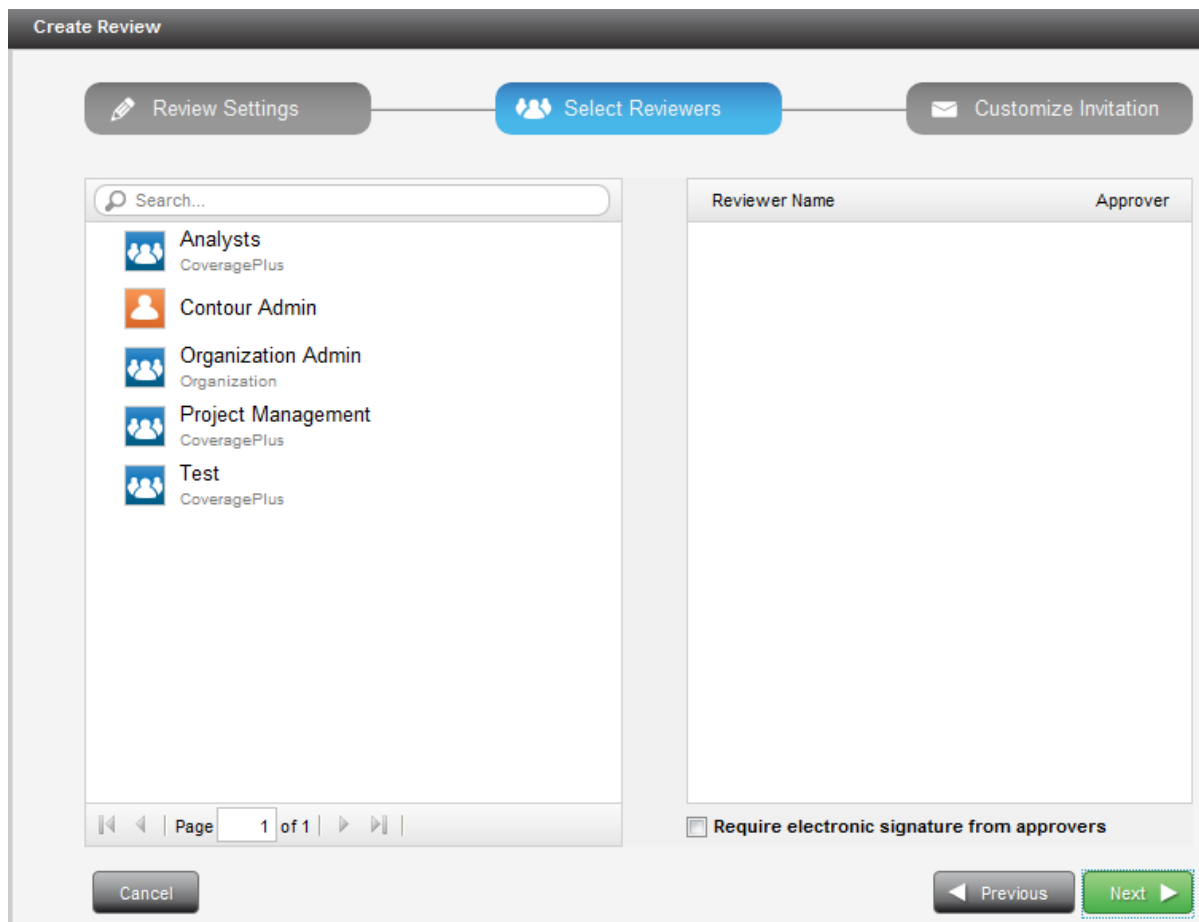 Create Review
Review Settings
Select Reviewers
Customize Invitation
Search...
Analysts
CoveragePlus
Contour Admin
Organization Admin
Organization
Project Management
CoveragePlus
Test
CoveragePlus
Page 1 of 1
Reviewer Name Approver
Require electronic signature from approvers
Cancel
Previous
Next